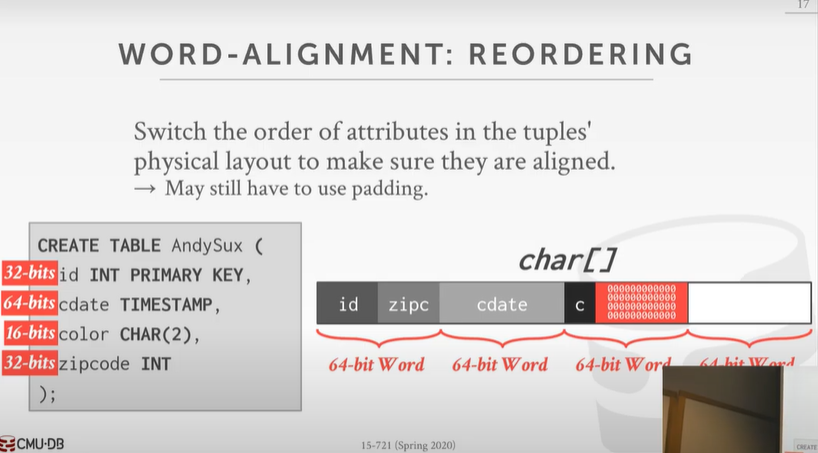 17
WORD-ALIGNMENT: REORDERING
Switch the order of attributes in the tuples'
physical layout to make sure they are aligned.
→ May still have to use padding.
CREATE TABLE AndySux (
32-bits id INT PRIMARY KEY,
64-bits cdate TIMESTAMP,
16-bits color CHAR(2),
32-bits zipcode INT
);
char[]
id zipc cdate c
000000000000
000000000000
000000000000
000000000000
64-bit Word 64-bit Word 64-bit Word 64-bit Word
CMU·DB
15-721 (Spring 2020)
CREATE